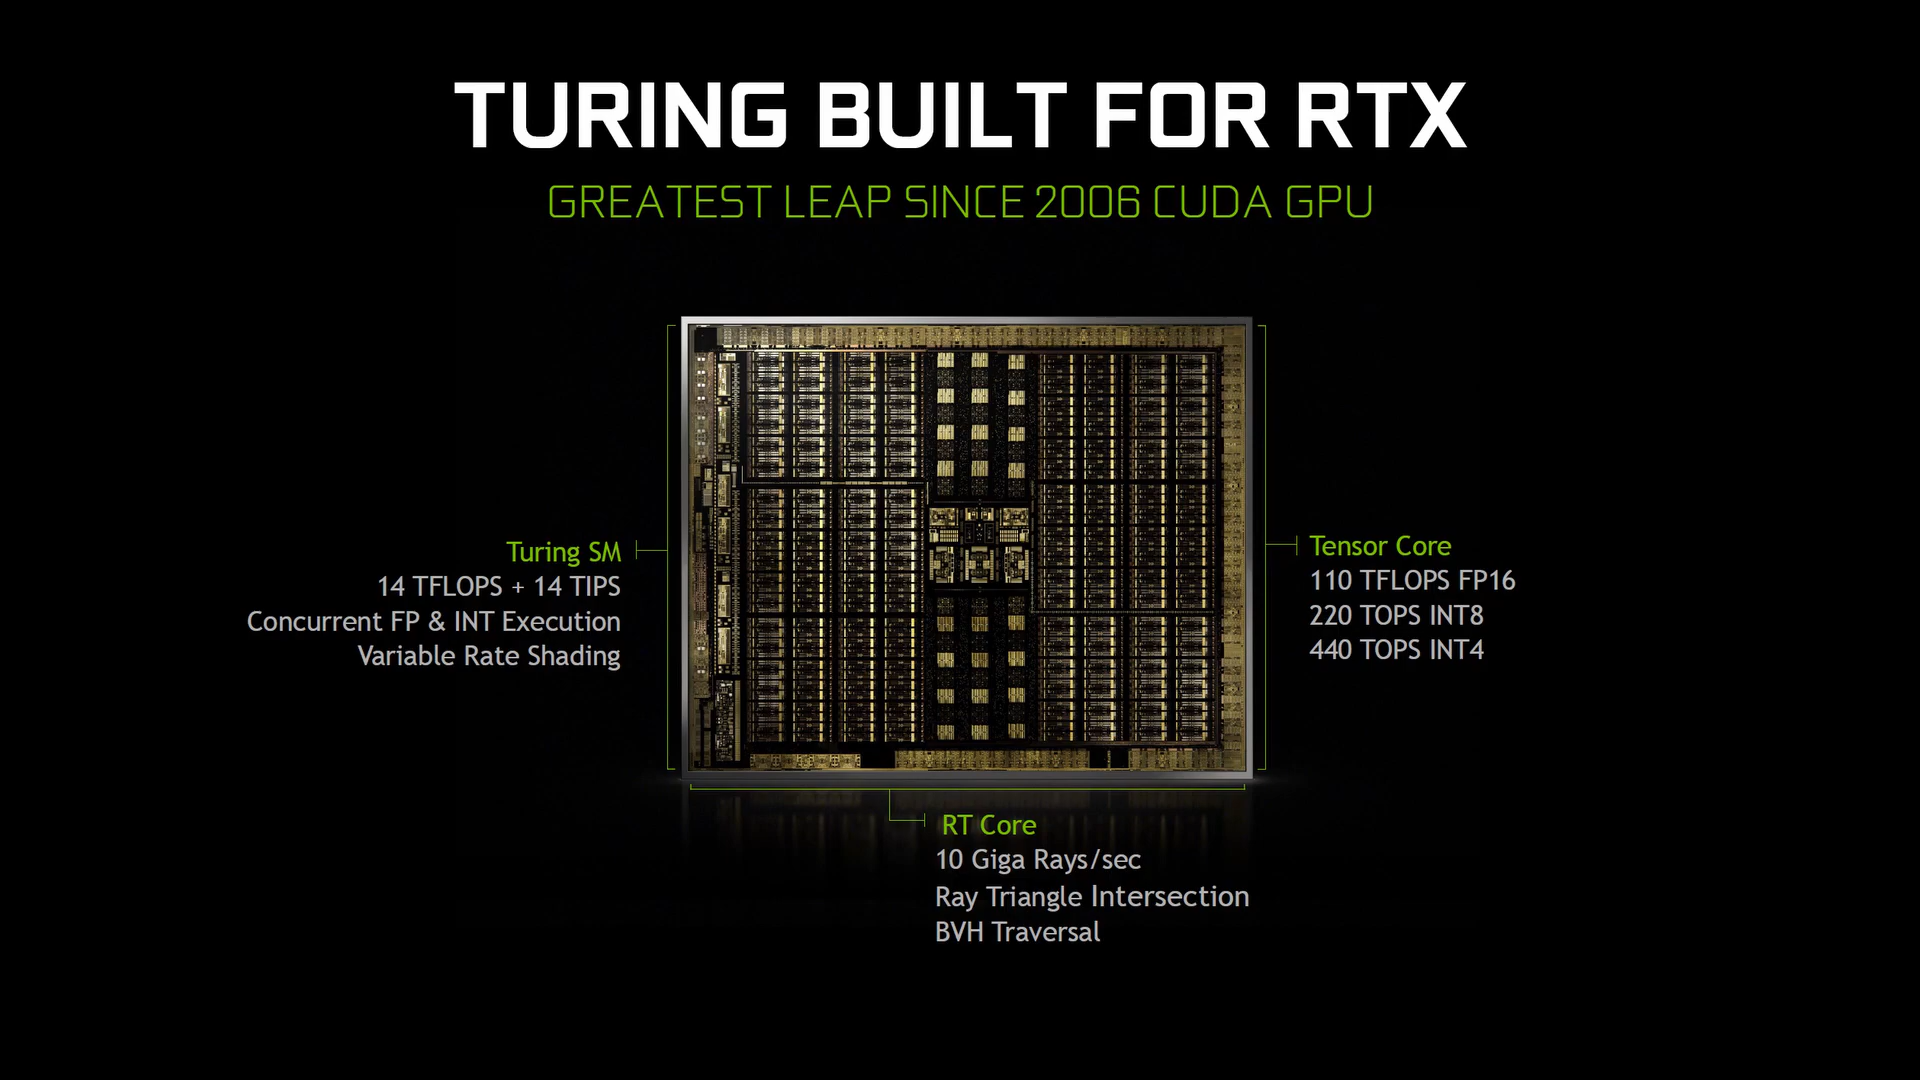 TURING BUILT FOR RTX
GREATEST LEAP SINCE 2006 CUDA GPU
Turing SM
14 TFLOPS + 14 TIPS
Concurrent FP & INT Execution
Variable Rate Shading
Tensor Core
110 TFLOPS FP16
220 TOPS INT8
440 TOPS INT4
RT Core
10 Giga Rays/sec
Ray Triangle Intersection
BVH Traversal